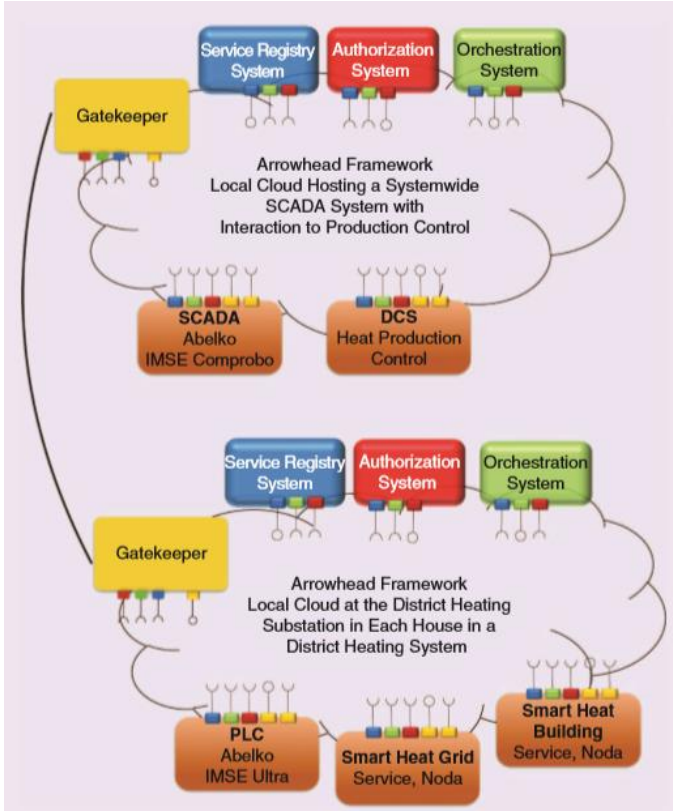 Service Registry
System
Authorization
System
Orchestration
System
Gatekeeper
Arrowhead Framework
Local Cloud Hosting a Systemwide
SCADA System with
Interaction to Production Control
SCADA
Abelko
IMSE Comprobo
DCS
Heat Production
Control
Service Registry
System
Authorization
System
Orchestration
System
Gatekeeper
Arrowhead Framework
Local Cloud at the District Heating
Substation in Each House in a
District Heating System
PLC
Abelko
IMSE Ultra
Smart Heat Grid
Service, Noda
Smart Heat
Building
Service, Noda